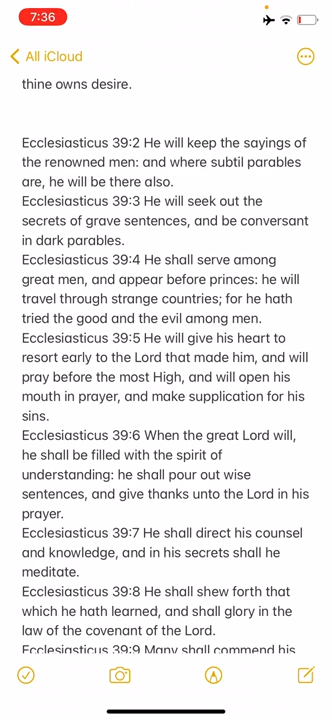 7:36
All iCloud
thine owns desire.
Ecclesiasticus 39:2 He will keep the sayings of
the renowned men: and where subtil parables
are, he will be there also.
Ecclesiasticus 39:3 He will seek out the
secrets of grave sentences, and be conversant
in dark parables.
Ecclesiasticus 39:4 He shall serve among
great men, and appear before princes: he will
travel through strange countries; for he hath
tried the good and the evil among men.
Ecclesiasticus 39:5 He will give his heart to
resort early to the Lord that made him, and will
pray before the most High, and will open his
mouth in prayer, and make supplication for his
sins.
Ecclesiasticus 39:6 When the great Lord will,
he shall be filled with the spirit of
understanding: he shall pour out wise
sentences, and give thanks unto the Lord in his
prayer.
Ecclesiasticus 39:7 He shall direct his counsel
and knowledge, and in his secrets shall he
meditate.
Ecclesiasticus 39:8 He shall shew forth that
which he hath learned, and shall glory in the
law of the covenant of the Lord.
Ecclesiasticus 39:9 Many shall commend his